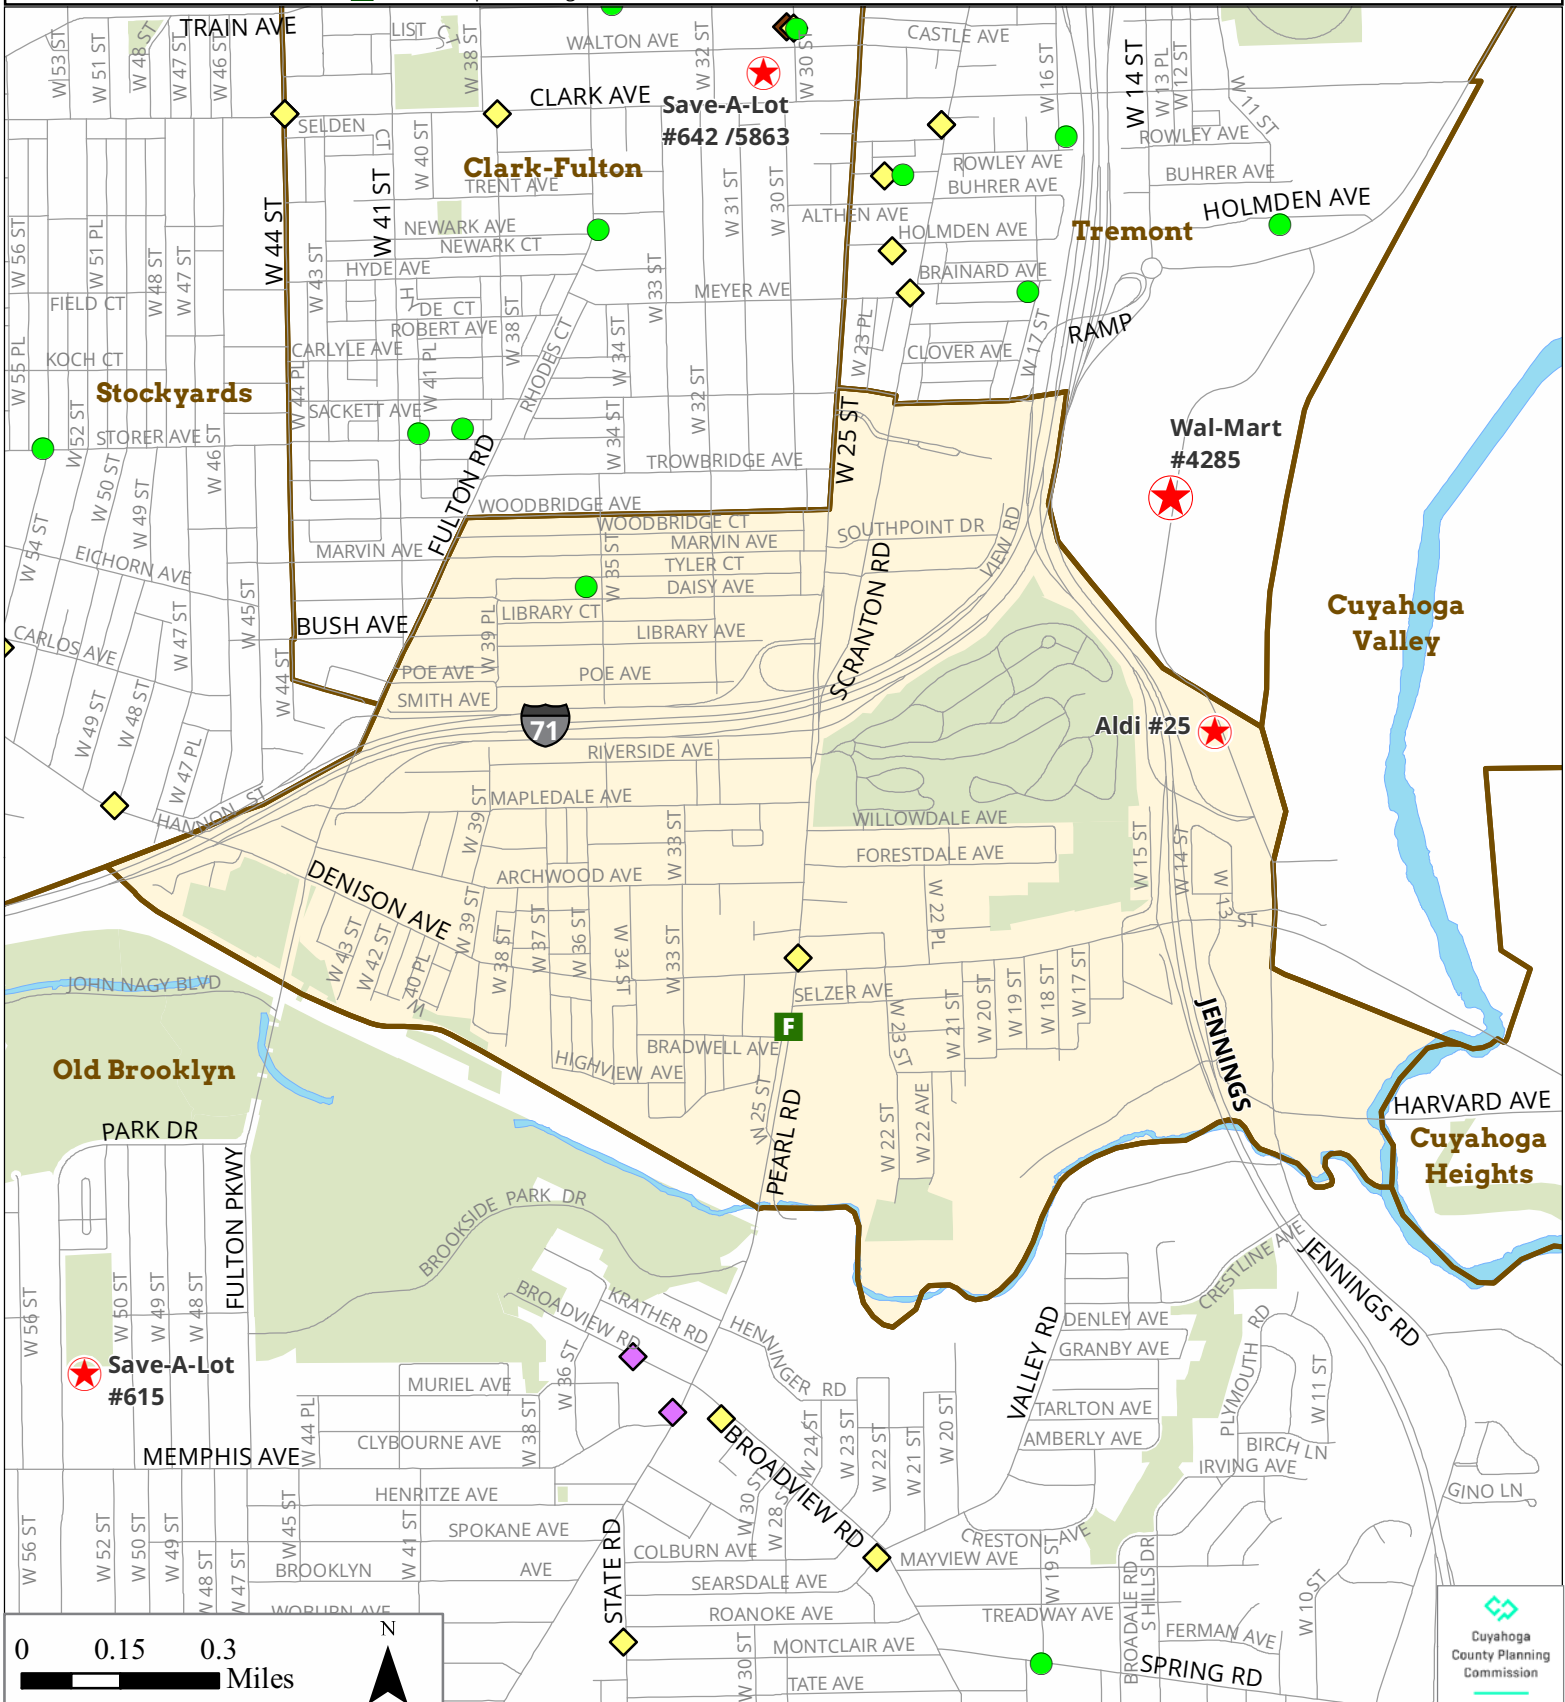 TRAIN AVE
LIST CT
W 38 ST
WALTON AVE
W 32 ST
W 30 ST
CASTLE AVE
W 16 ST
W 14 ST
W 13 PL
W 12 ST
W 11 ST
W 53 ST
W 51 ST
W 48 ST
W 47 ST
W 46 ST
CLARK AVE
Save-A-Lot
#642 /5863
SELDEN
CT
W 40 ST
Clark-Fulton
TRENT AVE
ROWLEY AVE
ROWLEY AVE
BUHRER AVE
BUHRER AVE
HOLMDEN AVE
W 41 ST
W 44 ST
W 31 ST
W 30 ST
ALTHEN AVE
HOLMDEN AVE
Tremont
NEWARK AVE
NEWARK CT
HYDE AVE
W 56 ST
W 51 PL
W 48 ST
W 47 ST
W 43 ST
W 33 ST
MEYER AVE
BRAINARD AVE
FIELD CT
H
DE CT
ROBERT AVE
W 38 ST
RAMP
CARLYLE AVE
W 41 PL
RHODES CT
W 34 ST
W 23 PL
CLOVER AVE
W 17 ST
KOCH CT
W 55 PL
Stockyards
W 44 PL
SACKETT AVE
W 32 ST
W 34 ST
W 25 ST
Wal-Mart
#4285
STORER AVE
W 52 ST
W 46 ST
FULTON RD
TROWBRIDGE AVE
W 50 ST
W 49 ST
WOODBRIDGE AVE
WOODBRIDGE CT
SOUTHPOINT DR
VIEW RD
W 54 ST
EICHORN AVE
MARVIN AVE
MARVIN AVE
W 35 ST
TYLER CT
DAISY AVE
SCRANTON RD
Cuyahoga
Valley
W 45 ST
W 47 ST
BUSH AVE
LIBRARY CT
LIBRARY AVE
W 39 PL
CARLOS AVE
W 44 ST
POE AVE
POE AVE
SMITH AVE
W 49 ST
W 48 ST
71
Aldi #25
W 47 PL
RIVERSIDE AVE
HANNON ST
MAPLEDALE AVE
W 39 ST
W 33 ST
WILLOWDALE AVE
FORESTDALE AVE
W 15 ST
W 14 ST
DENISON AVE
ARCHWOOD AVE
W 13 ST
W 22 PL
W 43 ST
W 42 ST
W 40 PL
W 39 ST
W 38 ST
W 37 ST
W 36 ST
W 34 ST
W 33 ST
JOHN NAGY BLVD
SELZER AVE
W 23 ST
W 21 ST
W 20 ST
W 19 ST
W 18 ST
W 17 ST
F
JENNINGS
Old Brooklyn
BRADWELL AVE
HIGHVIEW AVE
W 25 ST
PEARL RD
W 22 ST
W 22 AVE
HARVARD AVE
Cuyahoga
Heights
PARK DR
FULTON PKWY
BROOKSIDE PARK DR
CRESTLINE AVE
JENNINGS RD
W 56 ST
W 50 ST
W 49 ST
W 48 ST
BROADVIEW RD
KRATHER RD
HENNINGER RD
VALLEY RD
DENLEY AVE
GRANBY AVE
PLYMOUTH RD
W 11 ST
Save-A-Lot
#615
MURIEL AVE
W 36 ST
W 44 PL
W 38 ST
CLYBOURNE AVE
TARLTON AVE
AMBERLY AVE
BIRCH LN
IRVING AVE
MEMPHIS AVE
BROADVIEW RD
W 24 ST
W 23 ST
W 22 ST
W 21 ST
W 20 ST
GINO LN
HENRITZE AVE
W 30 ST
W 28 ST
W 56 ST
W 52 ST
W 50 ST
W 49 ST
W 48 ST
W 47 ST
W 45 ST
W 41 ST
SPOKANE AVE
STATE RD
COLBURN AVE
CRESTON AVE
MAYVIEW AVE
BROOKLYN AVE
SEARSDALE AVE
W 19 ST
BROADALE RD
S HILLS DR
W 10 ST
WOBURN AVE
ROANOKE AVE
TREADWAY AVE
FERMAN AVE
MONTCLAIR AVE
W 30 ST
TATE AVE
SPRING RD
0 0.15 0.3
Miles
N
Cuyahoga
County Planning
Commission